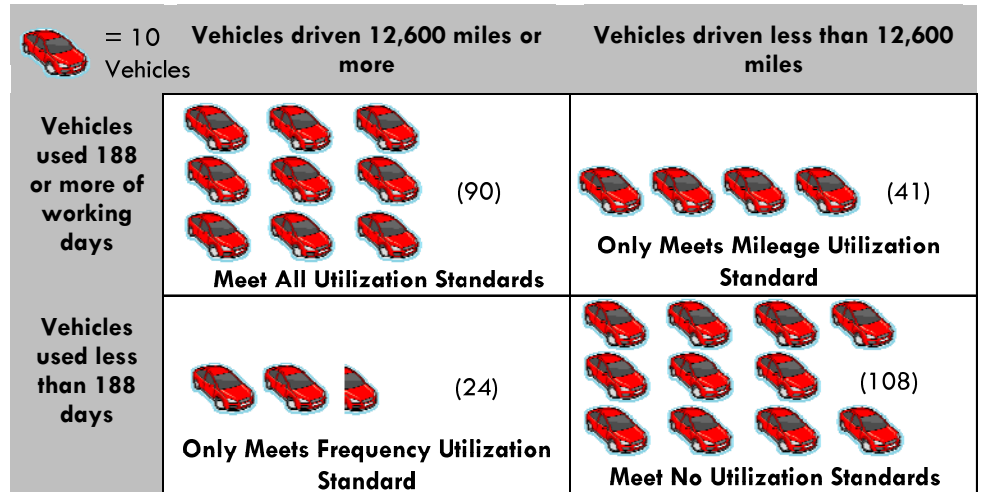 = 10
Vehicles
Vehicles driven 12,600 miles or
more
Vehicles driven less than 12,600
miles
Vehicles
used 188
or more of
working
days
(90)
Meet All Utilization Standards
(41)
Only Meets Mileage Utilization
Standard
Vehicles
used less
than 188
days
(24)
Only Meets Frequency Utilization
Standard
(108)
Meet No Utilization Standards